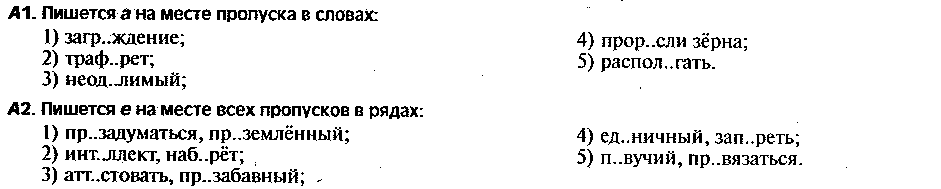 А1. Пишется а на месте пропуска в словах:
1) загр..ждение;
2) траф..рет;
3) неод..лимый;
4) прор..сли зёрна;
5) распол..гать.
А2. Пишется е на месте всех пропусков в рядах:
1) пр..задуматься, пр..землённый;
2) инт..ллект, наб..рёт;
3) атт..стовать, пр..забавный;
4) ед..ничный, зап..реть;
5) п..вучий, пр..вязаться.